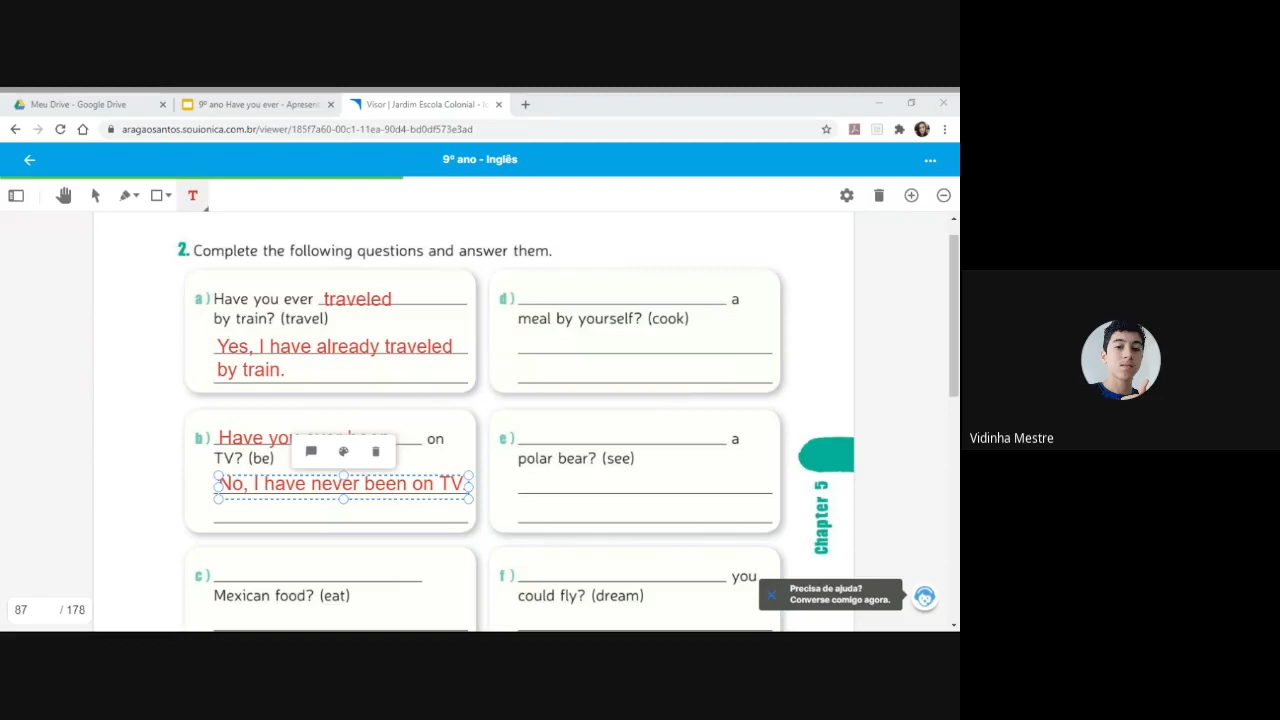 Meu Drive - Google Drive
9º ano Have you ever - Apresen
Visor | Jardim Escola Colonial - Ic
aragaosantos.souionica.com.br/viewer/185f7a60-00c1-11ea-90d4-bd0df573e3ad
9º ano - Inglês
T
2. Complete the following questions and answer them.
a) Have you ever traveled
by train? (travel)
Yes, I have already traveled
by train.
b) Have you on
TV? (be)
No, I have never been on TV.
c)
Mexican food? (eat)
d) a
meal by yourself? (cook)
e) a
polar bear? (see)
f) you
could fly? (dream)
Chapter 5
87 / 178
Precisa de ajuda?
Converse comigo agora.
Vidinha Mestre